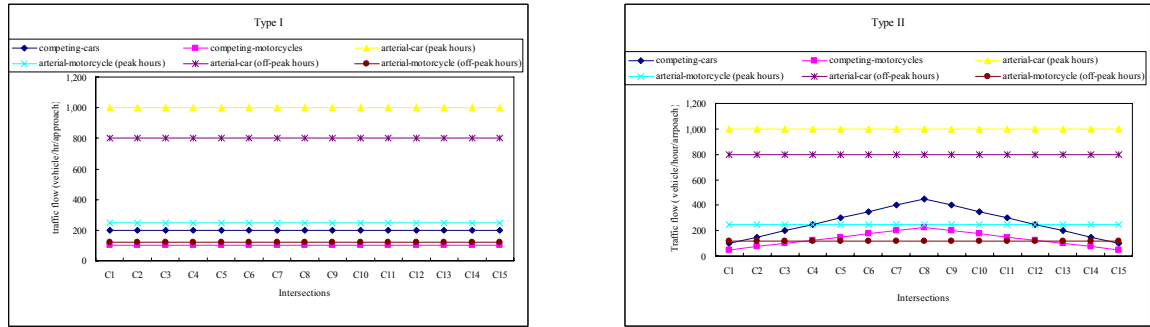 Type I
competing-cars competing-motorcycles arterial-car (peak hours)
arterial-motorcycle (peak hours) arterial-car (off-peak hours) arterial-motorcycle (off-peak hours)
traffic flow (vehicle/hr/approach)
1,200
1,000
800
600
400
200
0
C1 C2 C3 C4 C5 C6 C7 C8 C9 C10 C11 C12 C13 C14 C15
Intersections
Type II
competing-cars competing-motorcycles arterial-car (peak hours)
arterial-motorcycle (peak hours) arterial-car (off-peak hours) arterial-motorcycle (off-peak hours)
Traffic flow ( vehicle/hour/arrpoach)
1,200
1,000
800
600
400
200
0
C1 C2 C3 C4 C5 C6 C7 C8 C9 C10 C11 C12 C13 C14 C15
Intersections